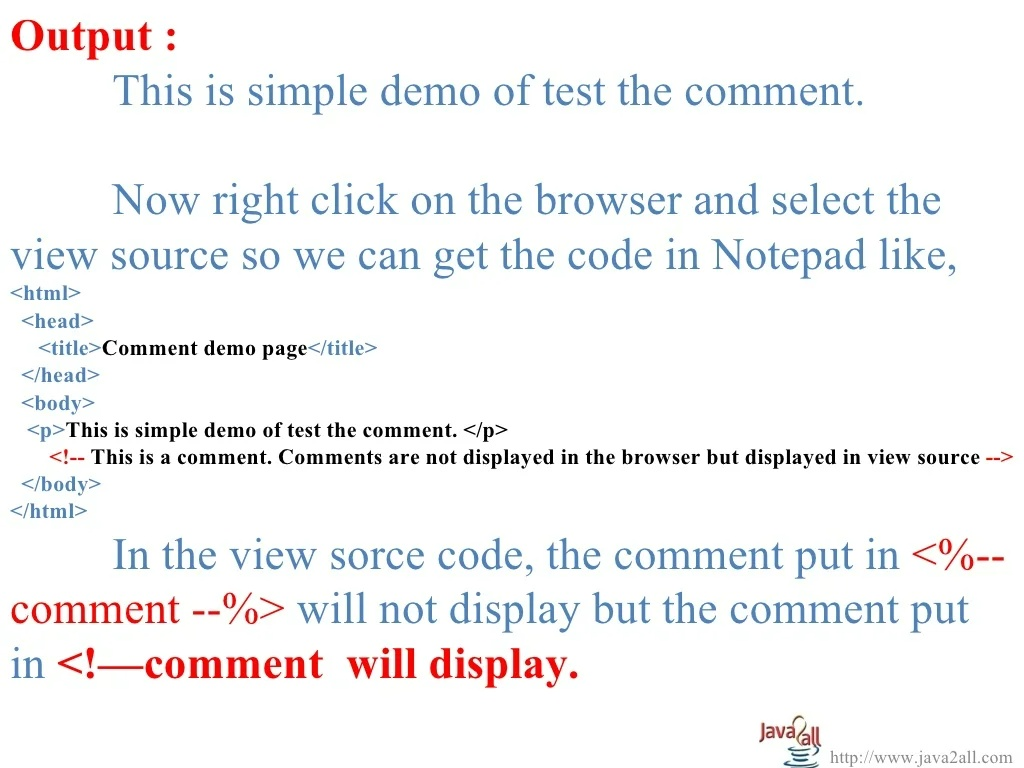 Output :
This is simple demo of test the comment.
Now right click on the browser and select the
view source so we can get the code in Notepad like,
<html>
<head>
<title>Comment demo page</title>
</head>
<body>
<p>This is simple demo of test the comment. </p>
<!-- This is a comment. Comments are not displayed in the browser but displayed in view source -->
</body>
</html>
In the view sorce code, the comment put in <%--
comment --%> will not display but the comment put
in <!—comment  will display.
Java2all
http://www.java2all.com